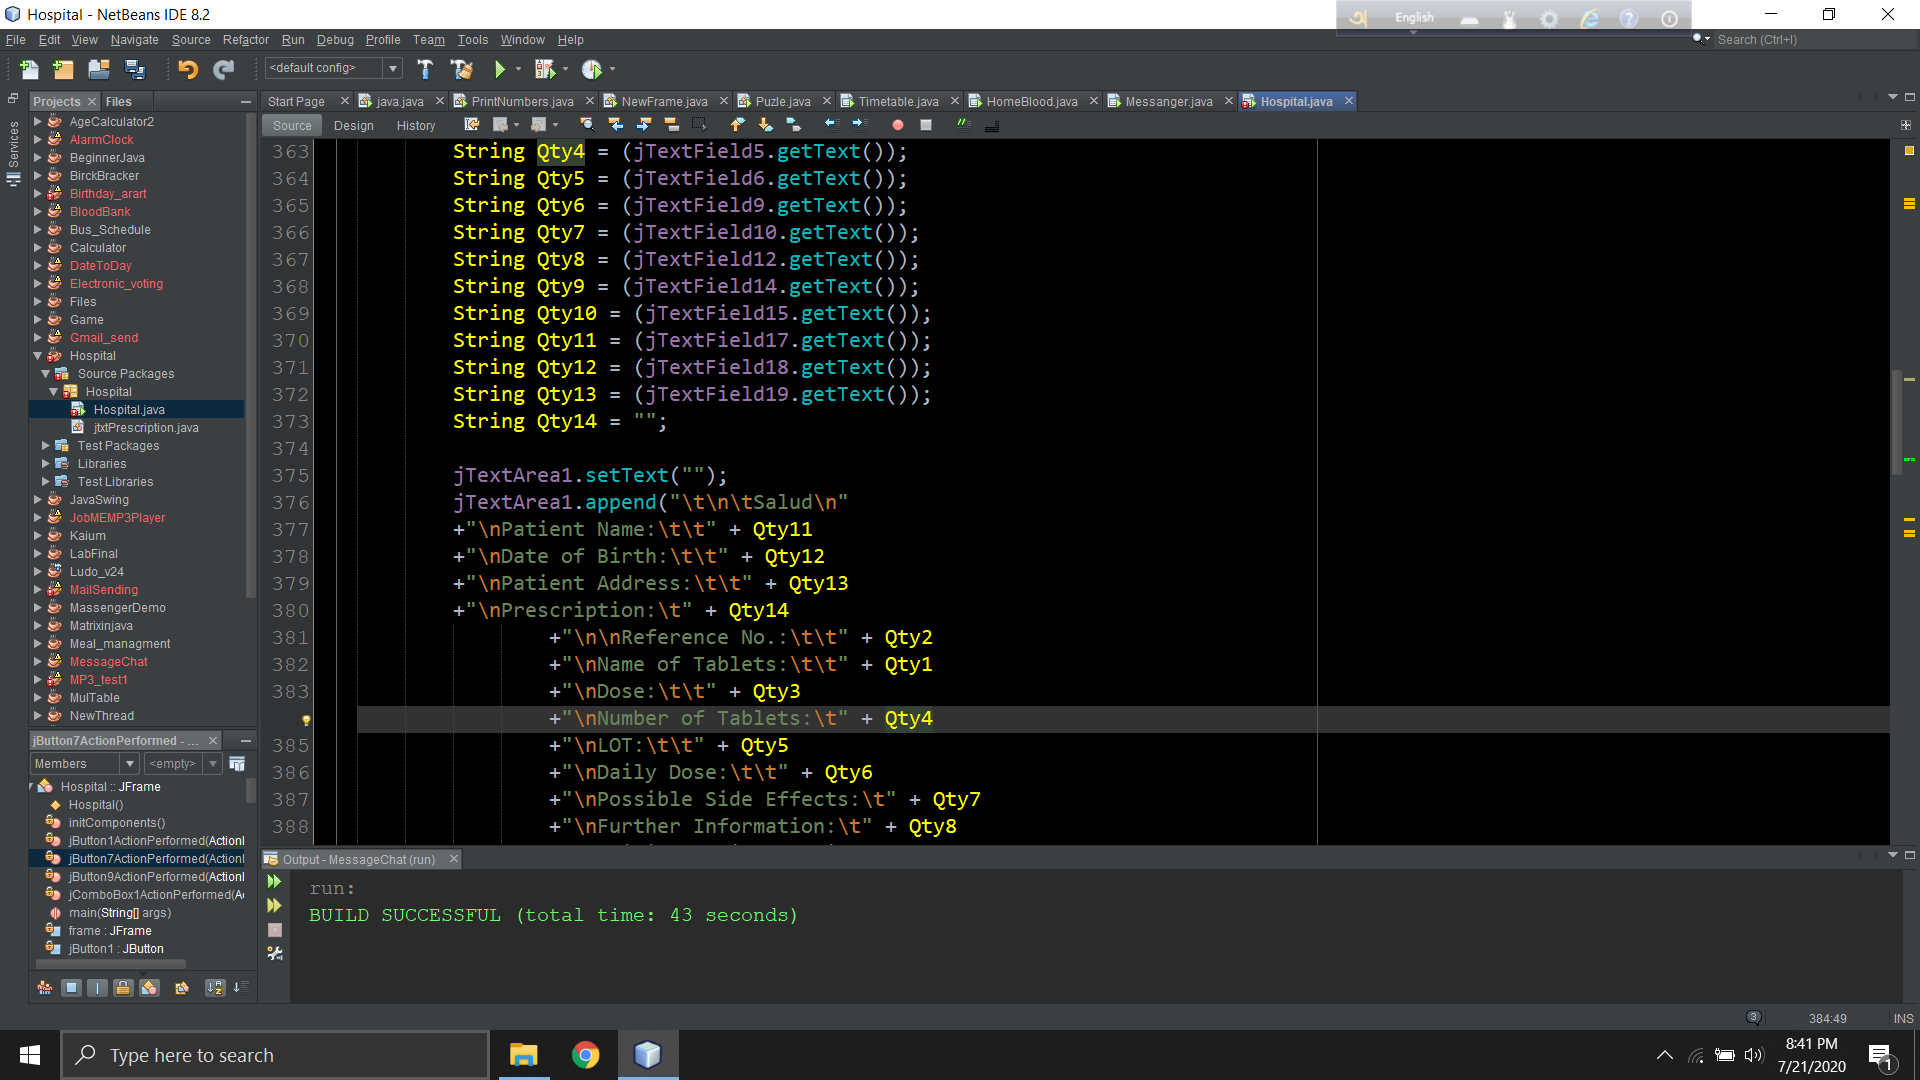 Hospital - NetBeans IDE 8.2
English
File Edit View Navigate Source Refactor Run Debug Profile Team Tools Window Help
Search (Ctrl+I)
<default config>
Projects Files
Start Page java.java PrintNumbers.java NewFrame.java Puzle.java Timetable.java HomeBlood.java Messanger.java Hospital.java
Source Design History
Services
AgeCalculator2
AlarmClock
BeginnerJava
BirckBracker
Birthday_arart
BloodBank
Bus_Schedule
Calculator
DateToDay
Electronic_voting
Files
Game
Gmail_send
Hospital
Source Packages
Hospital
Hospital.java
jtxtPrescription.java
Test Packages
Libraries
Test Libraries
JavaSwing
JobMEMP3Player
Kaium
LabFinal
Ludo_v24
MailSending
MassengerDemo
Matrixinjava
Meal_managment
MessageChat
MP3_test1
MulTable
NewThread
363 String Qty4 = (jTextField5.getText());
364 String Qty5 = (jTextField6.getText());
365 String Qty6 = (jTextField9.getText());
366 String Qty7 = (jTextField10.getText());
367 String Qty8 = (jTextField12.getText());
368 String Qty9 = (jTextField14.getText());
369 String Qty10 = (jTextField15.getText());
370 String Qty11 = (jTextField17.getText());
371 String Qty12 = (jTextField18.getText());
372 String Qty13 = (jTextField19.getText());
373 String Qty14 = "";
374
375 jTextArea1.setText("");
376 jTextArea1.append("\t\n\tSalud\n"
377 +"\nPatient Name:\t\t" + Qty11
378 +"\nDate of Birth:\t\t" + Qty12
379 +"\nPatient Address:\t\t" + Qty13
380 +"\nPrescription:\t" + Qty14
381 +"\n\nReference No.:\t\t" + Qty2
382 +"\nName of Tablets:\t\t" + Qty1
383 +"\nDose:\t\t" + Qty3
+"\nNumber of Tablets:\t" + Qty4
385 +"\nLOT:\t\t" + Qty5
386 +"\nDaily Dose:\t\t" + Qty6
387 +"\nPossible Side Effects:\t" + Qty7
388 +"\nFurther Information:\t" + Qty8
jButton7ActionPerformed - ...
Members <empty>
Hospital :: JFrame
Hospital()
initComponents()
jButton1ActionPerformed(ActionI
jButton7ActionPerformed(ActionI
jButton9ActionPerformed(ActionI
jComboBox1ActionPerformed(A
main(String[] args)
frame : JFrame
jButton1 : JButton
Output - MessageChat (run)
run:
BUILD SUCCESSFUL (total time: 43 seconds)
3 384:49 INS
Type here to search
8:41 PM
7/21/2020
1